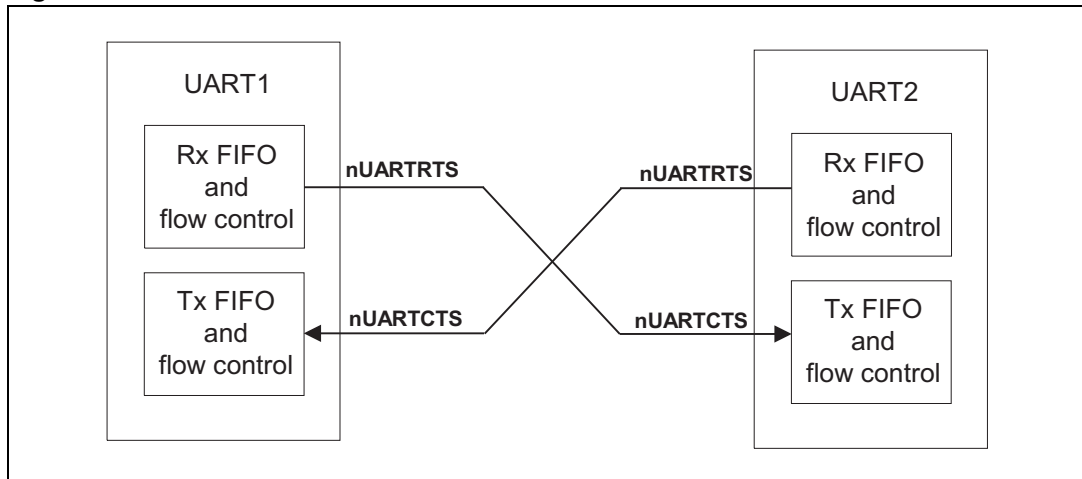 UART1
Rx FIFO
and
flow control
Tx FIFO
and
flow control
nUARTRTS
nUARTRTS
nUARTCTS
nUARTCTS
UART2
Rx FIFO
and
flow control
Tx FIFO
and
flow control